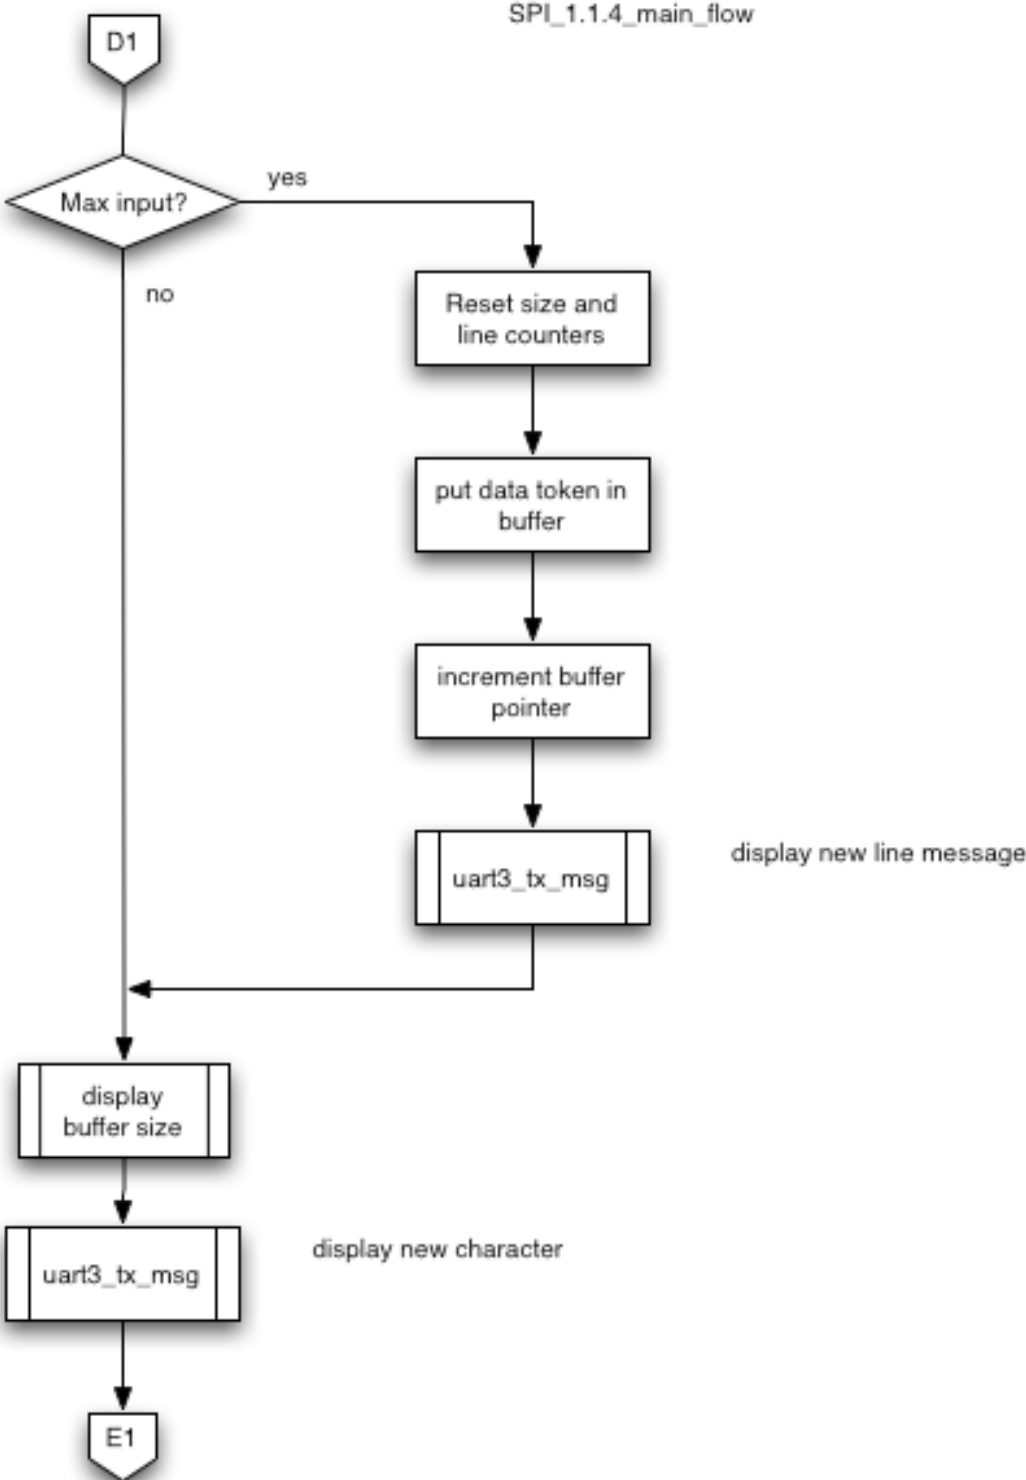 SPI_1.1.4_main_flow
D1
Max input?
yes
no
Reset size and
line counters
put data token in
buffer
increment buffer
pointer
uart3_tx_msg
display new line message
display
buffer size
uart3_tx_msg
display new character
E1